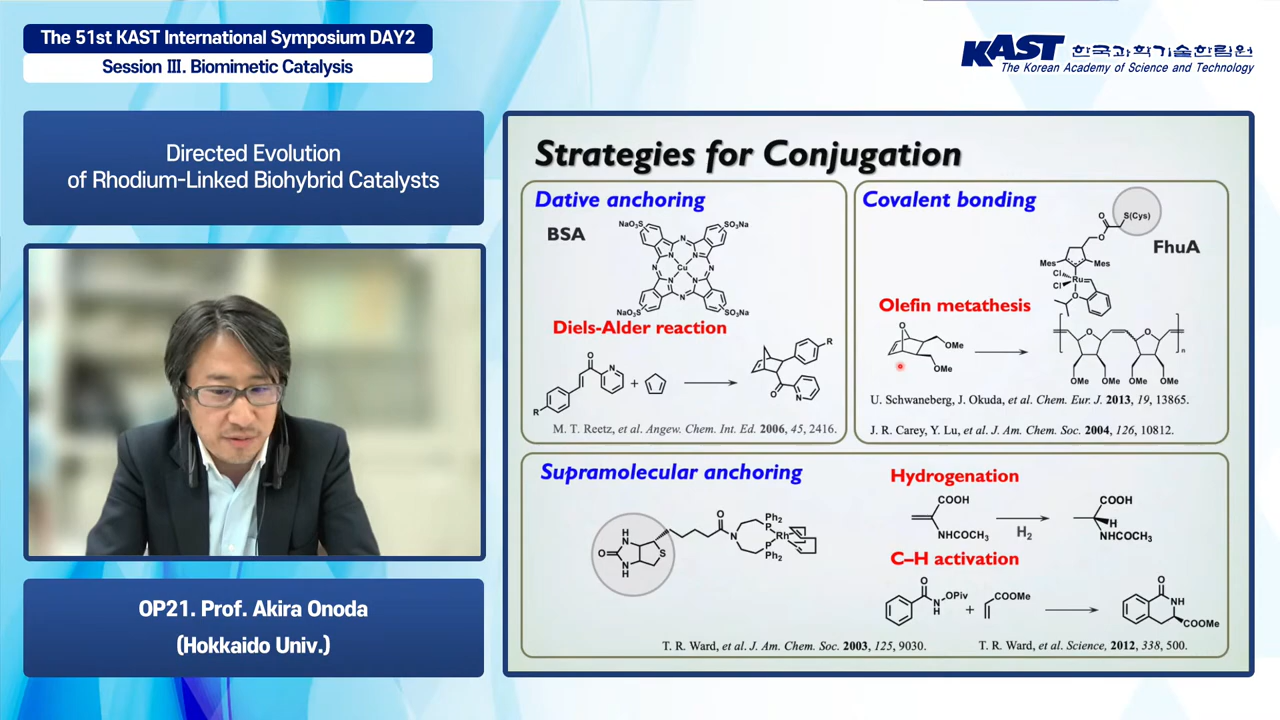 The 51st KAST International Symposium DAY2
Session III. Biomimetic Catalysis
KAST 한국과학기술한림원
The Korean Academy of Science and Technology
Directed Evolution
of Rhodium-Linked Biohybrid Catalysts
OP21. Prof. Akira Onoda
(Hokkaido Univ.)
Strategies for Conjugation
Dative anchoring
BSA
NaO₃S
SO₃Na
N
N
N
N
Cu
N
N
N
N
NaO₃S
SO₃Na
Diels-Alder reaction
O
N
R
+
R
O
N
M. T. Reetz, et al. Angew. Chem. Int. Ed. 2006, 45, 2416.
Covalent bonding
O
S(Cys)
O
FhuA
Mes
Mes
Cl
Ru
Cl
O
Olefin metathesis
O
OMe
OMe
O
O
n
OMe
OMe
OMe
OMe
U. Schwaneberg, J. Okuda, et al. Chem. Eur. J. 2013, 19, 13865.
J. R. Carey, Y. Lu, et al. J. Am. Chem. Soc. 2004, 126, 10812.
Supramolecular anchoring
O
HN
N
H
S
O
N
Ph₂
P
Rh
P
Ph₂
Hydrogenation
COOH
NHCOCH₃
H₂
COOH
H
NHCOCH₃
C–H activation
O
N
H
OPiv
+
COOMe
O
NH
COOMe
T. R. Ward, et al. J. Am. Chem. Soc. 2003, 125, 9030.
T. R. Ward, et al. Science, 2012, 338, 500.